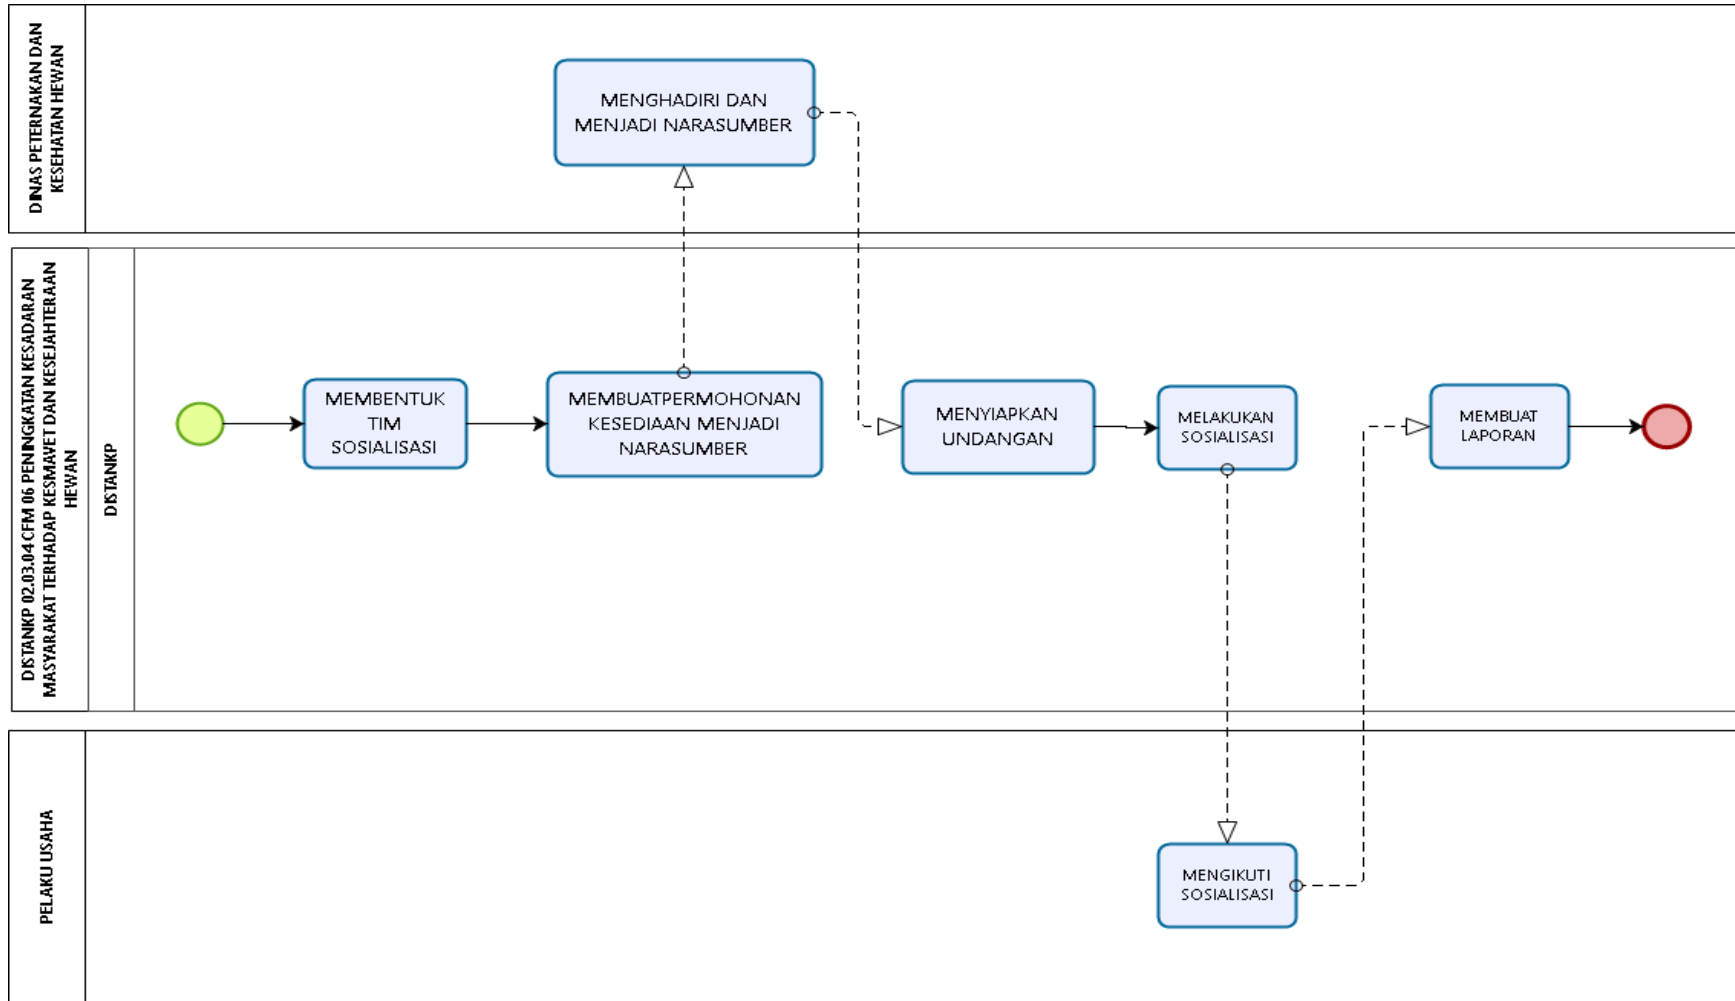 DINAS PETERNAKAN DAN
KESEHATAN HEWAN
MENGHADIRI DAN
MENJADI NARASUMBER
DISTANKP 02.03.04 CFM 06 PENINGKATAN KESADARAN
MASYARAKAT TERHADAP KESMAVET DAN KESEJAHTERAAN
HEWAN
DISTANKP
MEMBENTUK
TIM
SOSIALISASI
MEMBUATPERMOHONAN
KESEDIAAN MENJADI
NARASUMBER
MENYIAPKAN
UNDANGAN
MELAKUKAN
SOSIALISASI
MEMBUAT
LAPORAN
PELAKU USAHA
MENGIKUTI
SOSIALISASI